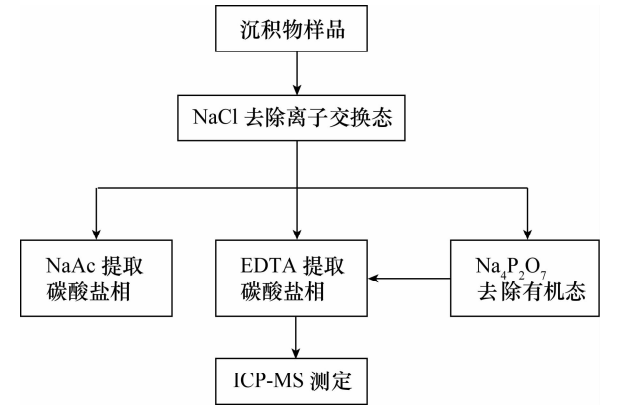 沉积物样品
NaCl 去除离子交换态
NaAc 提取
碳酸盐相
EDTA 提取
碳酸盐相
Na₄P₂O₇
去除有机态
ICP-MS 测定